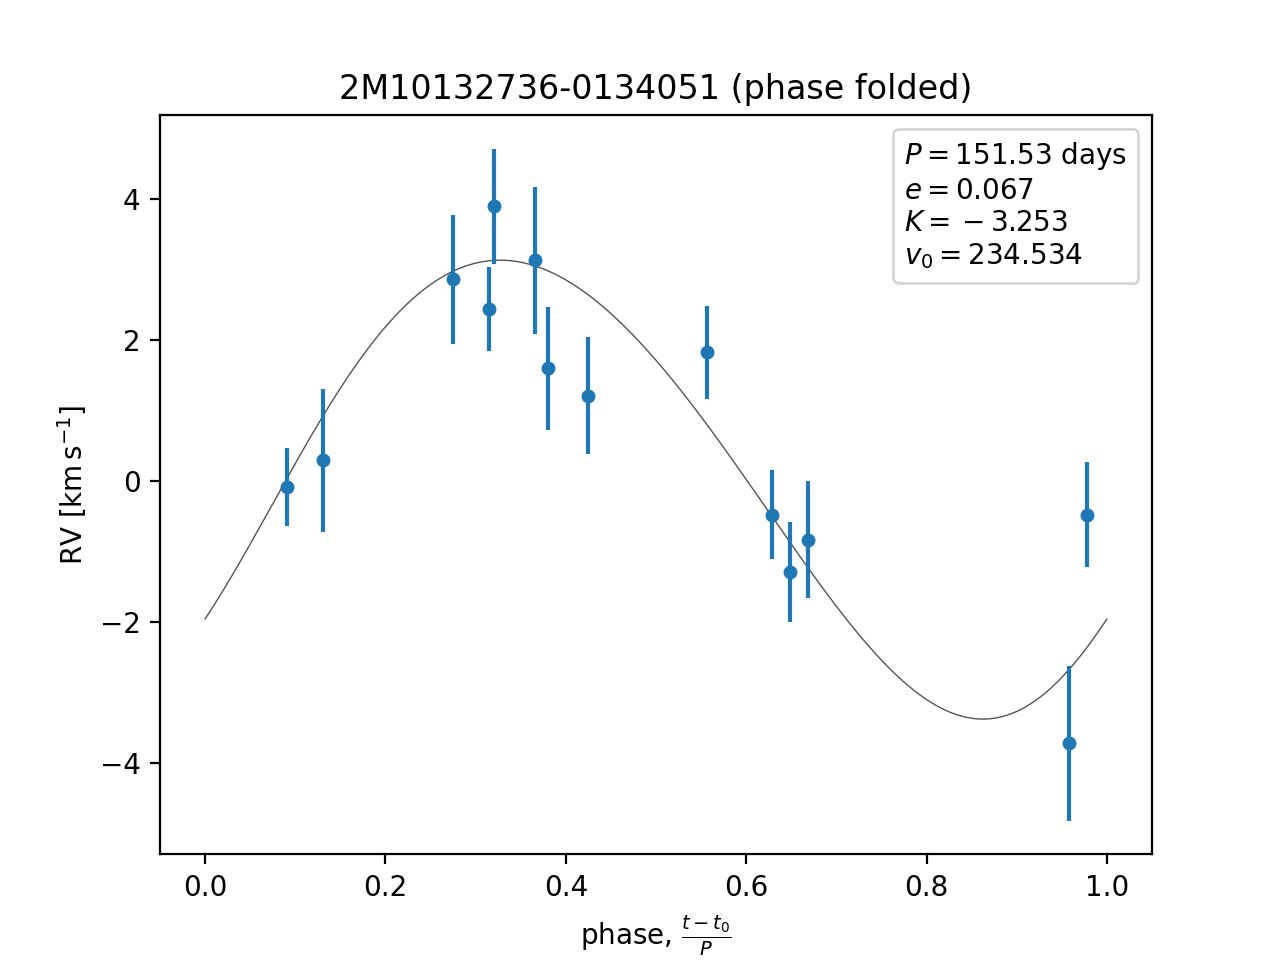 2M10132736-0134051 (phase folded)
P = 151.53 days
e = 0.067
K = −3.253
v₀ = 234.534
RV [km s⁻¹]
4
2
0
−2
−4
0.0 0.2 0.4 0.6 0.8 1.0
phase, (t − t₀)/P